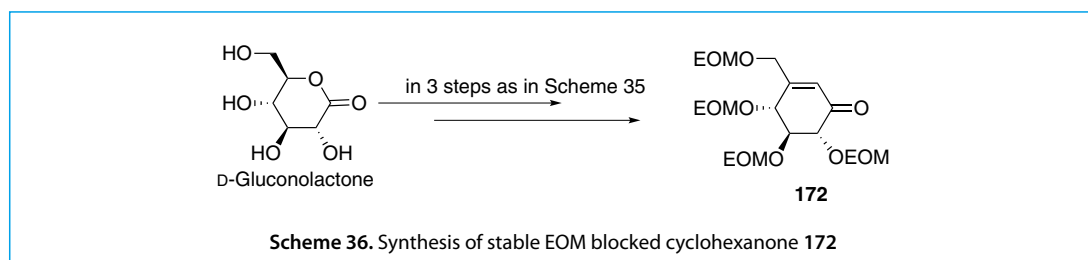 HO
O
HO
O
HO
OH
D-Gluconolactone
in 3 steps as in Scheme 35
EOMO
EOMO
O
EOMO
OEOM
172
Scheme 36. Synthesis of stable EOM blocked cyclohexanone 172